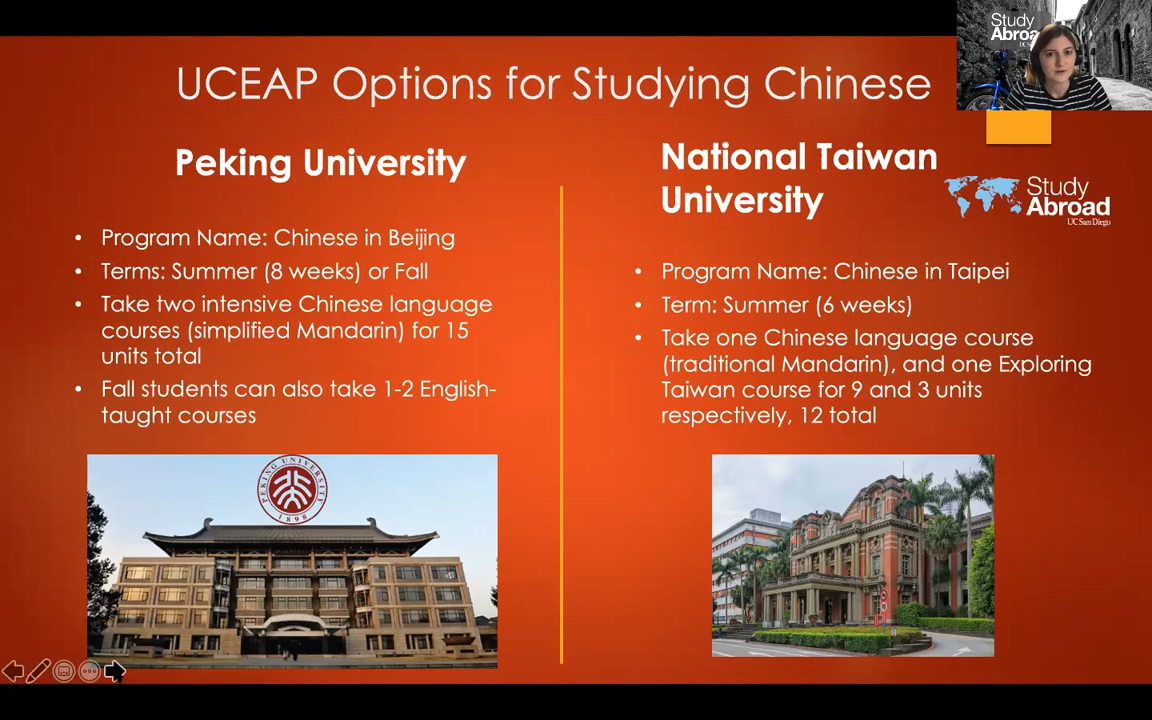 Study
Abroad
UCEAP Options for Studying Chinese
Peking University
• Program Name: Chinese in Beijing
• Terms: Summer (8 weeks) or Fall
• Take two intensive Chinese language
courses (simplified Mandarin) for 15
units total
• Fall students can also take 1-2 English-
taught courses
PEKING UNIVERSITY
1898
National Taiwan
University
Study
Abroad
UC San Diego
• Program Name: Chinese in Taipei
• Term: Summer (6 weeks)
• Take one Chinese language course
(traditional Mandarin), and one Exploring
Taiwan course for 9 and 3 units
respectively, 12 total